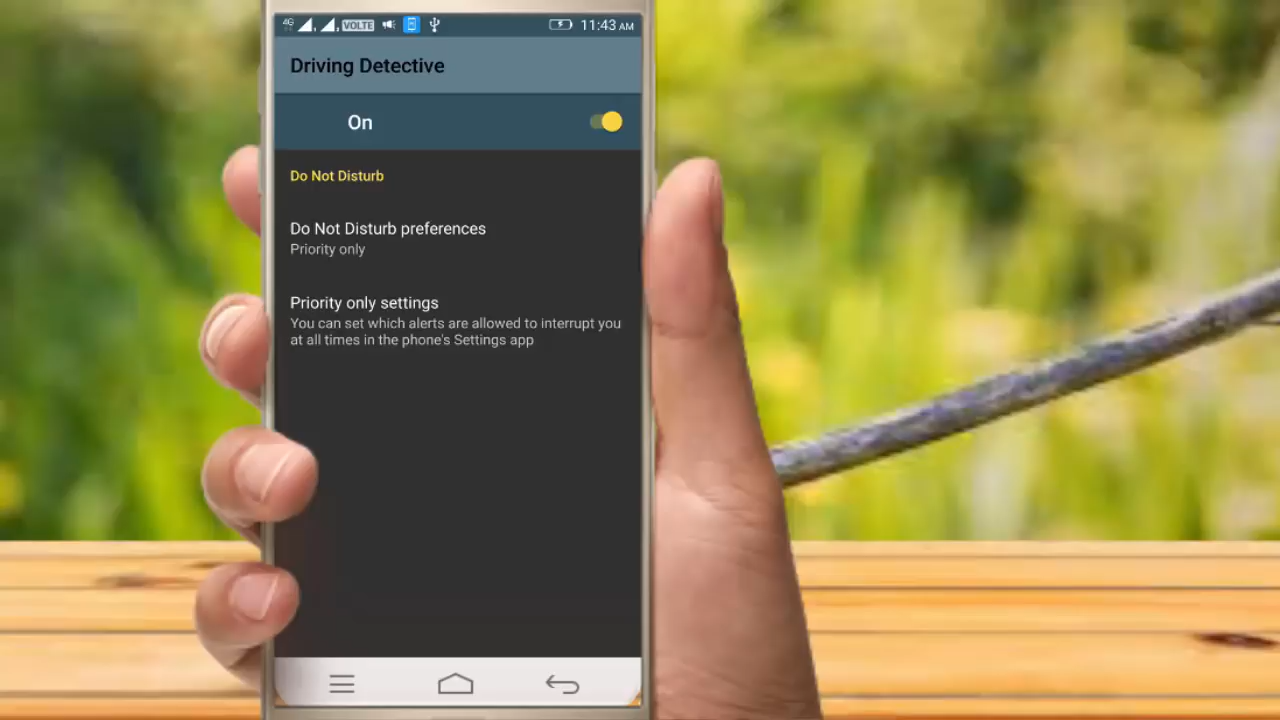 4G VOLTE 11:43 AM
Driving Detective
On
Do Not Disturb
Do Not Disturb preferences
Priority only
Priority only settings
You can set which alerts are allowed to interrupt you
at all times in the phone's Settings app